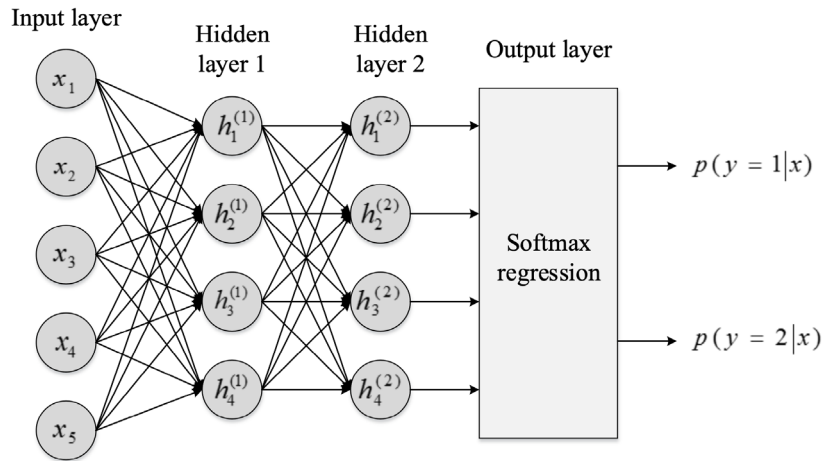 Input layer
Hidden
layer 1
Hidden
layer 2
Output layer
x₁
x₂
x₃
x₄
x₅
h₁⁽¹⁾
h₂⁽¹⁾
h₃⁽¹⁾
h₄⁽¹⁾
h₁⁽²⁾
h₂⁽²⁾
h₃⁽²⁾
h₄⁽²⁾
Softmax
regression
p(y = 1|x)
p(y = 2|x)